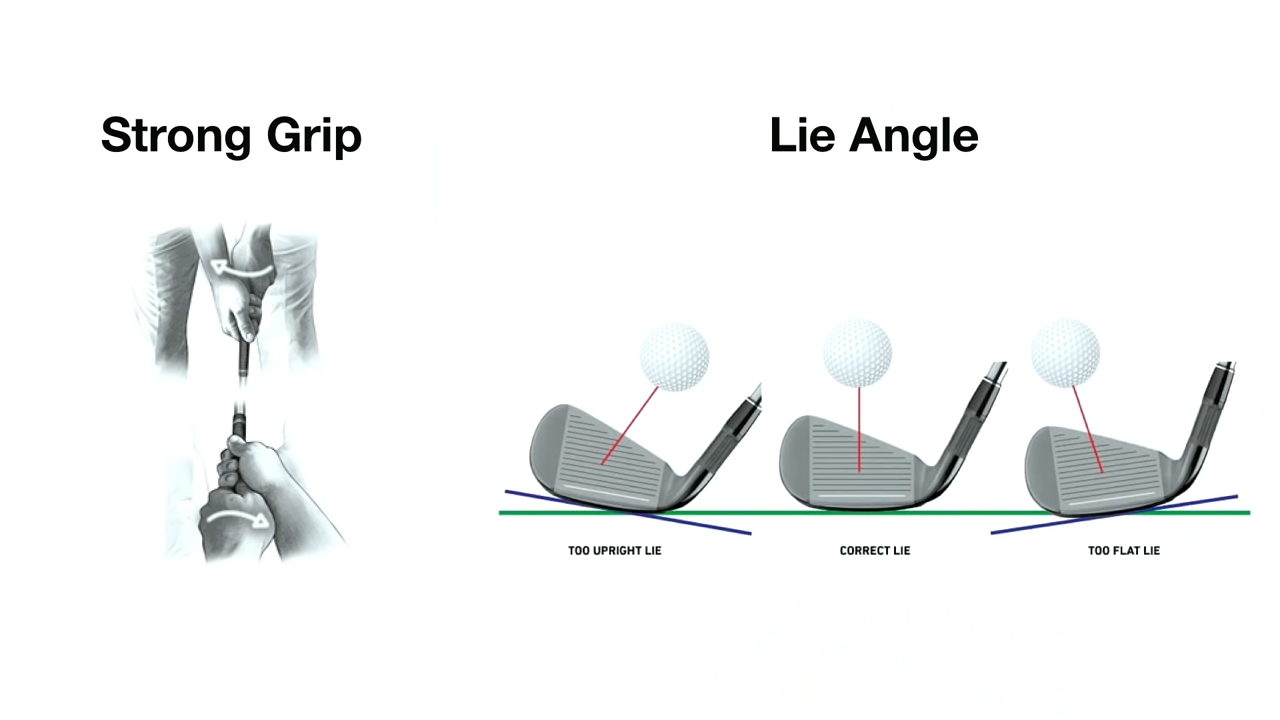 Strong Grip
Lie Angle
TOO UPRIGHT LIE
CORRECT LIE
TOO FLAT LIE